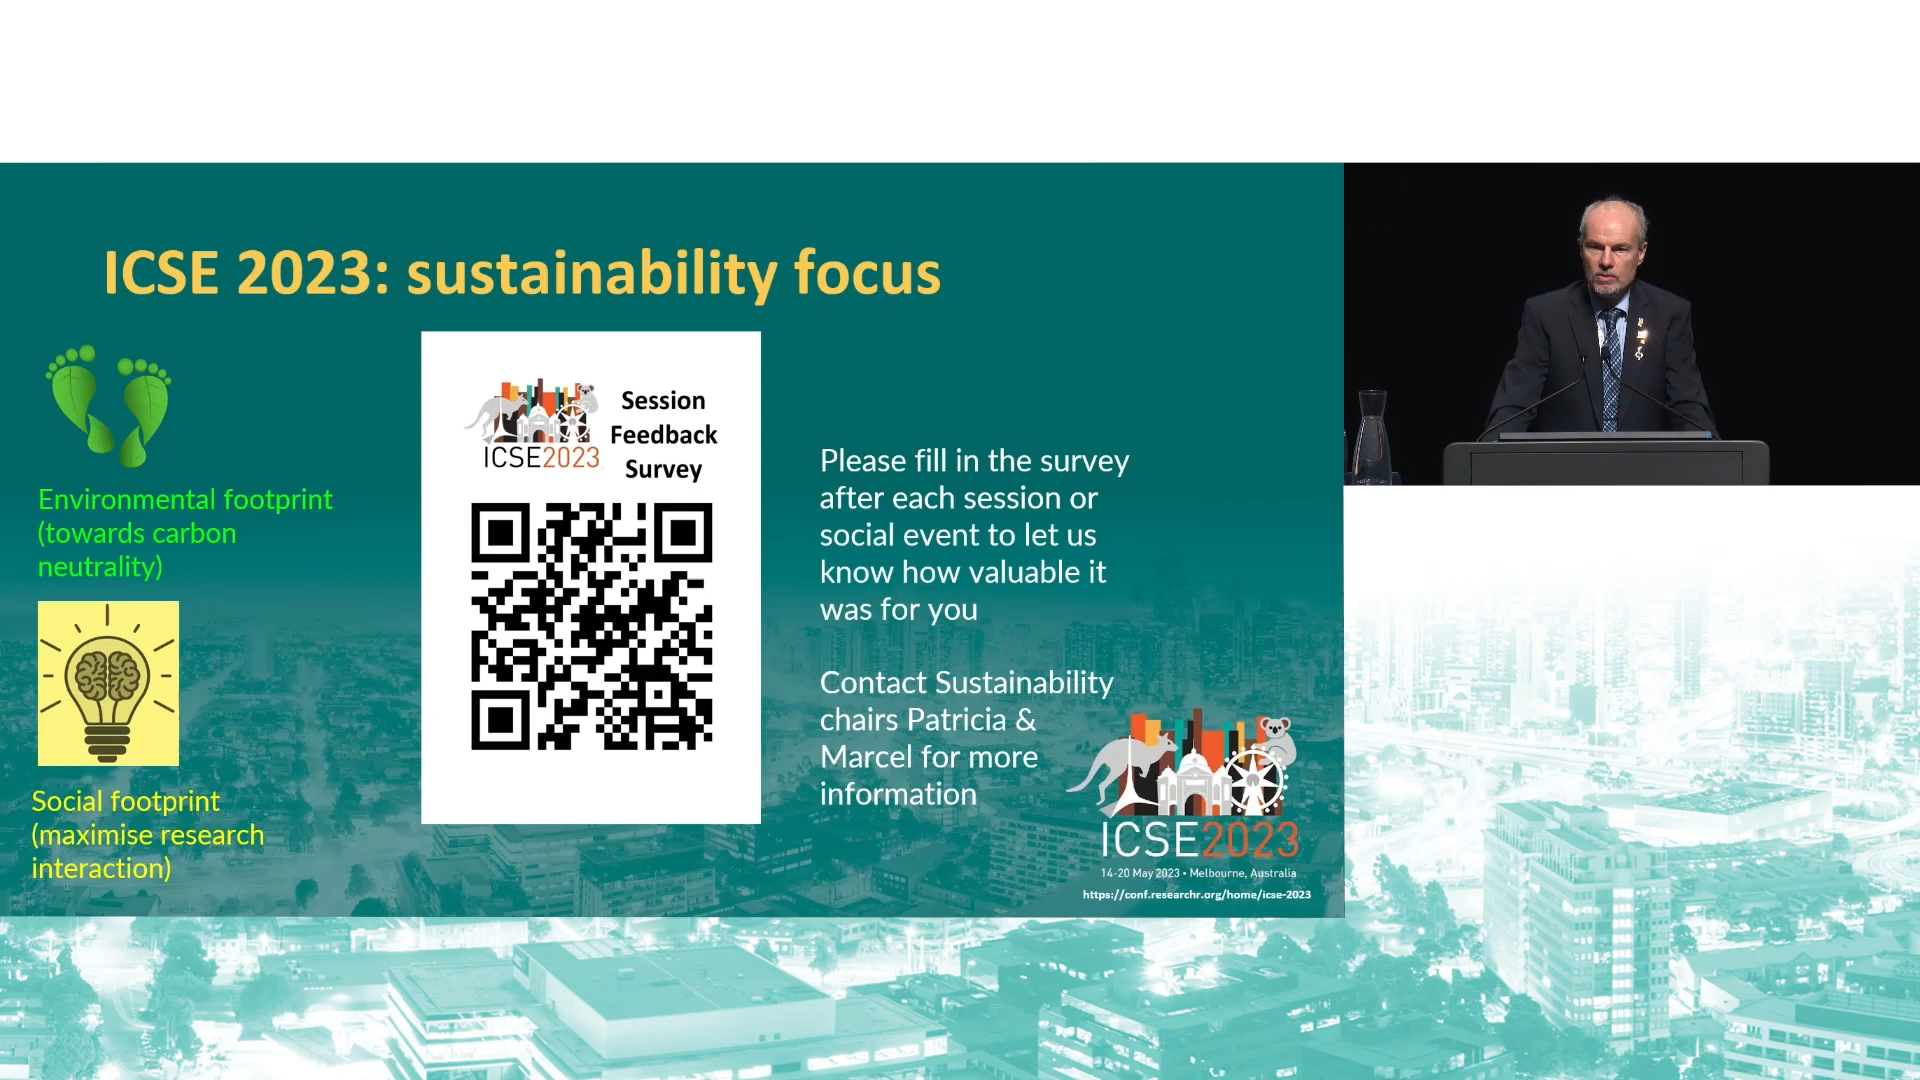 ICSE 2023: sustainability focus
Environmental footprint
(towards carbon
neutrality)
Social footprint
(maximise research
interaction)
Session
Feedback
Survey
ICSE2023
Please fill in the survey
after each session or
social event to let us
know how valuable it
was for you
Contact Sustainability
chairs Patricia &
Marcel for more
information
ICSE2023
14-20 May 2023 • Melbourne, Australia
https://conf.researchr.org/home/icse-2023